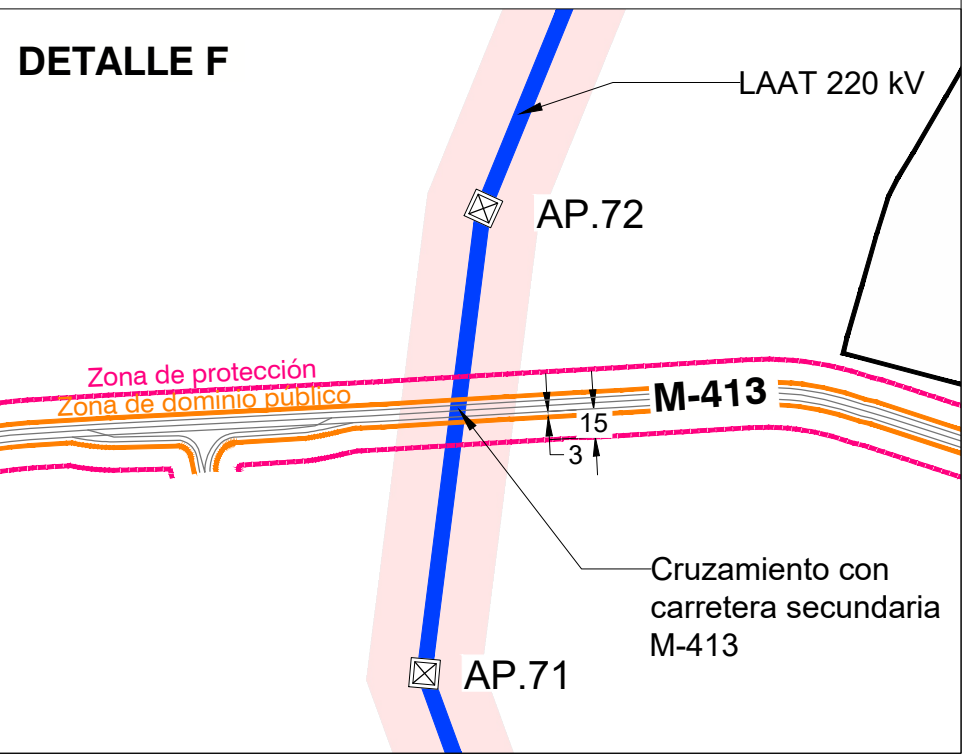 DETALLE F
LAAT 220 kV
AP.72
Zona de protección
Zona de dominio público
M-413
15
3
Cruzamiento con
carretera secundaria
M-413
AP.71